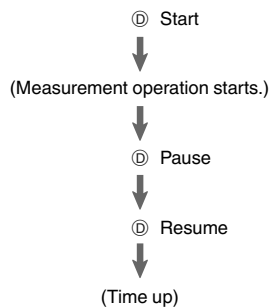 Ⓓ Start
(Measurement operation starts.)
Ⓓ Pause
Ⓓ Resume
(Time up)